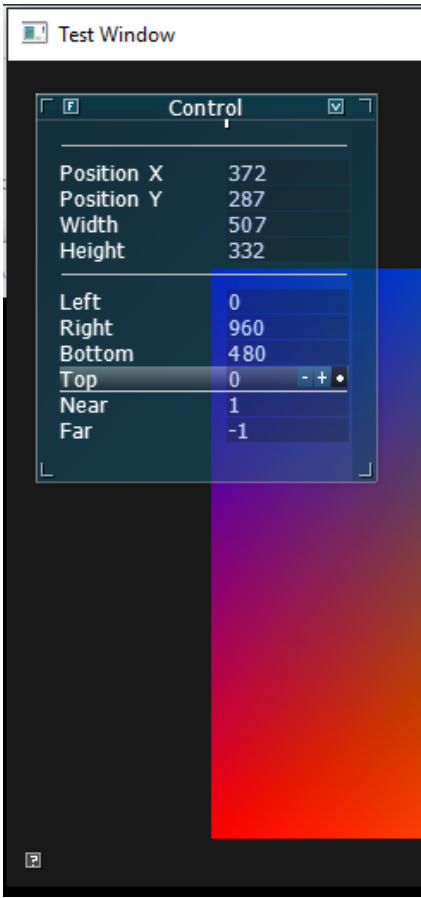 Test Window
F Control V
Position X 372
Position Y 287
Width 507
Height 332
Left 0
Right 960
Bottom 480
Top 0 - +
Near 1
Far -1
?